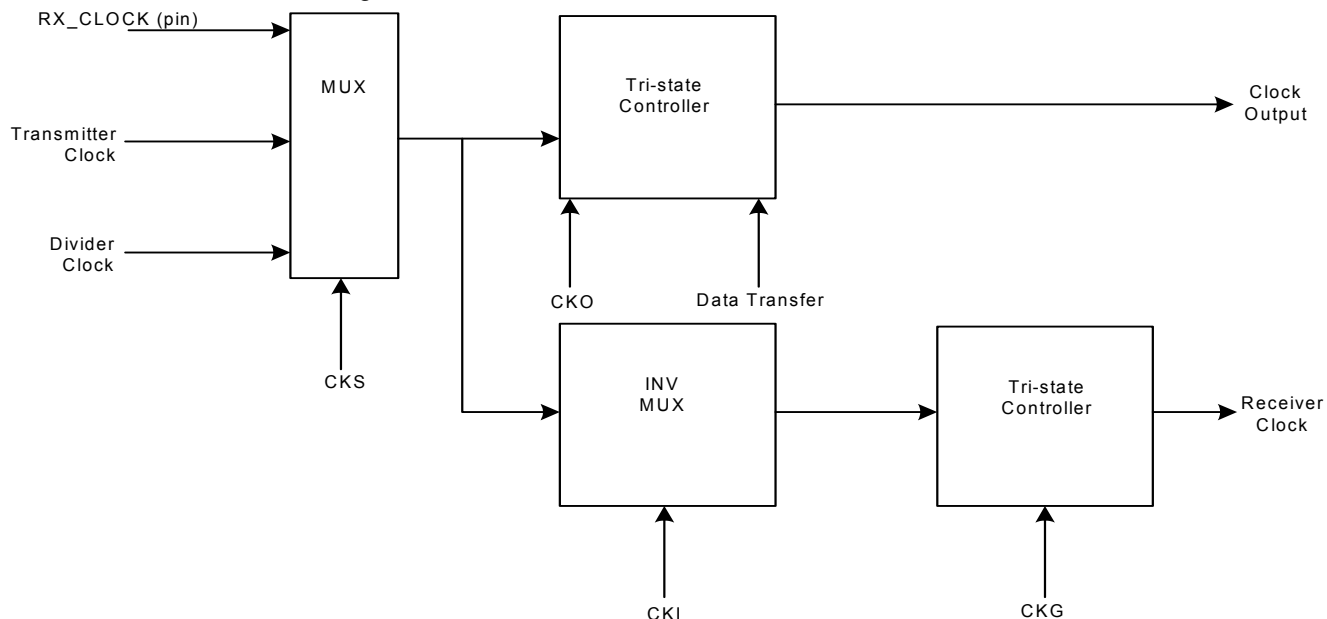 RX_CLOCK (pin)
MUX
Tri-state
Controller
Clock
Output
Transmitter
Clock
Divider
Clock
CKO
Data Transfer
CKS
INV
MUX
Tri-state
Controller
Receiver
Clock
CKI
CKG